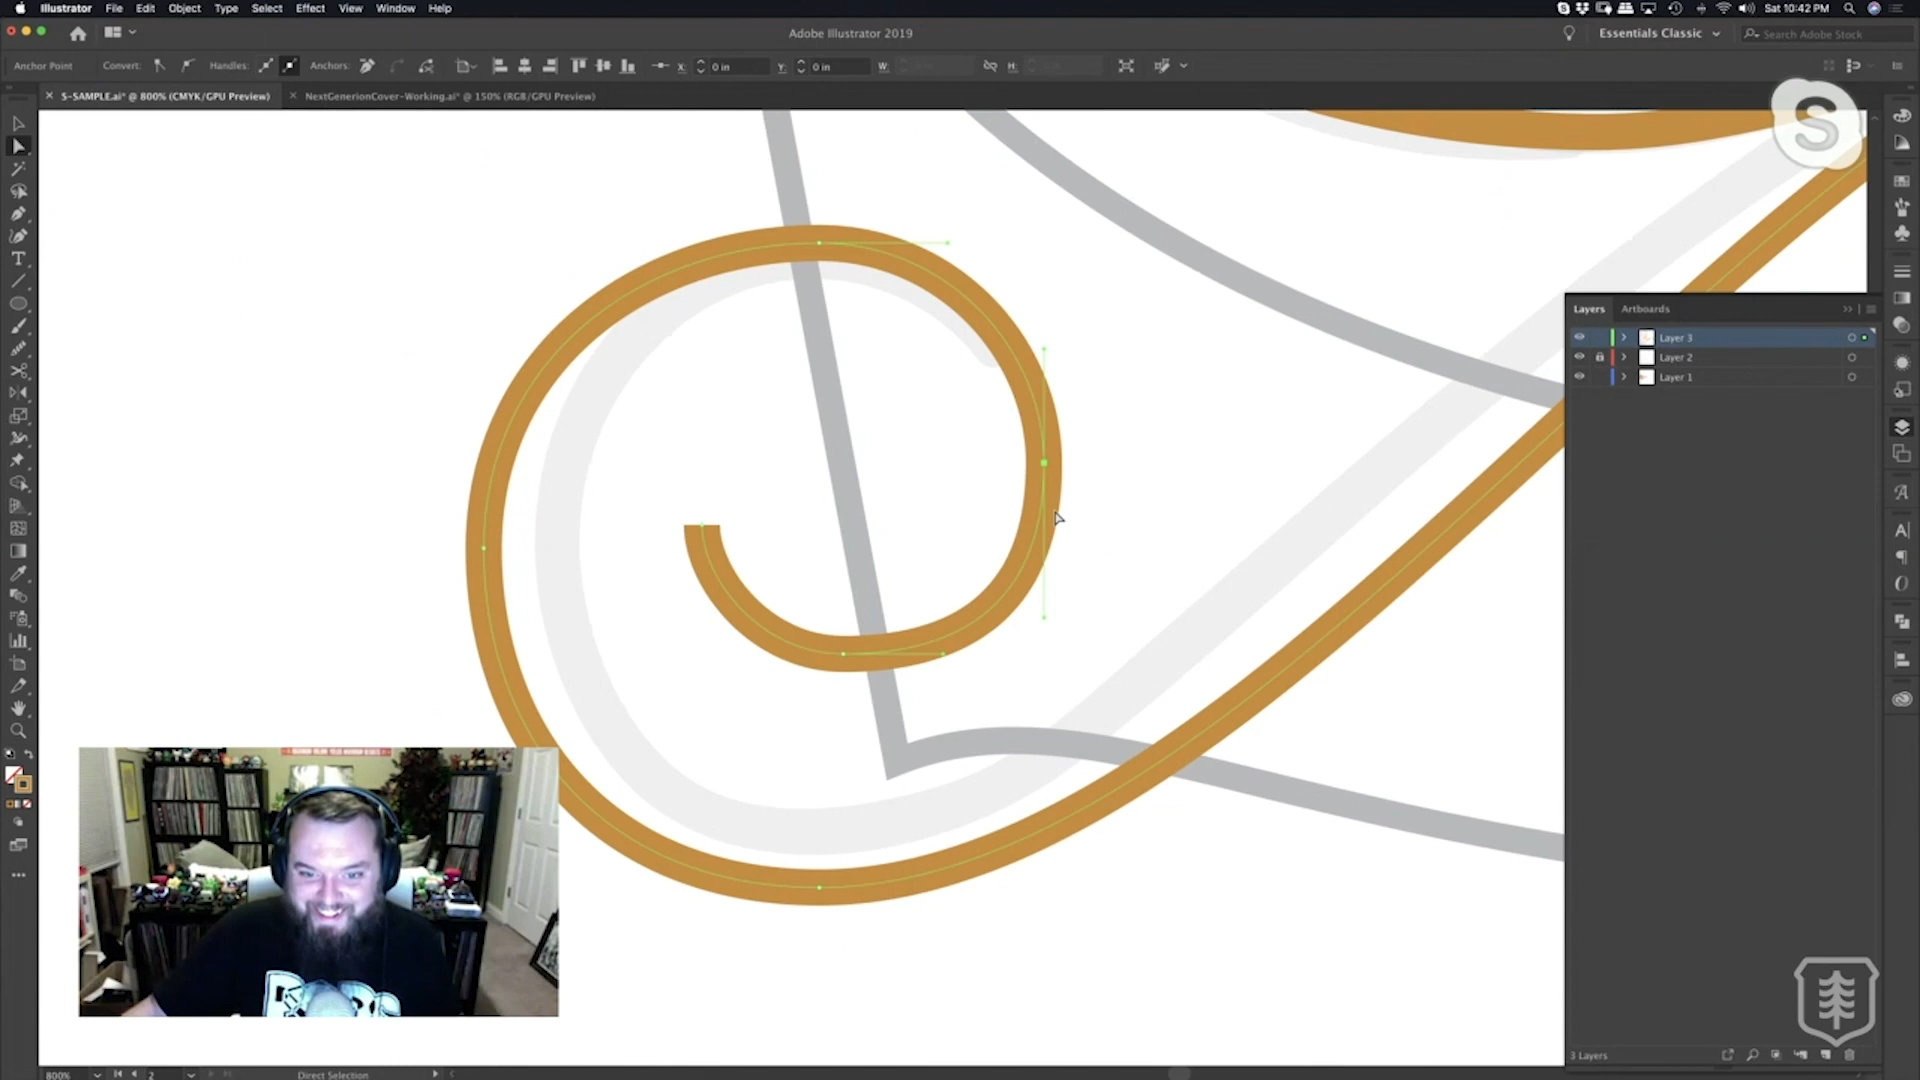 Illustrator File Edit Object Type Select Effect View Window Help
Sat 10:42 PM
Adobe Illustrator 2019
Essentials Classic
Search Adobe Stock
Anchor Point Convert: Handles: Anchors: X: 0 in Y: 0 in W: H:
S-SAMPLE.ai* @ 800% (CMYK/GPU Preview)
NextGenerionCover-Working.ai* @ 150% (RGB/GPU Preview)
Layers Artboards
Layer 3
Layer 2
Layer 1
3 Layers
800% 2 Direct Selection